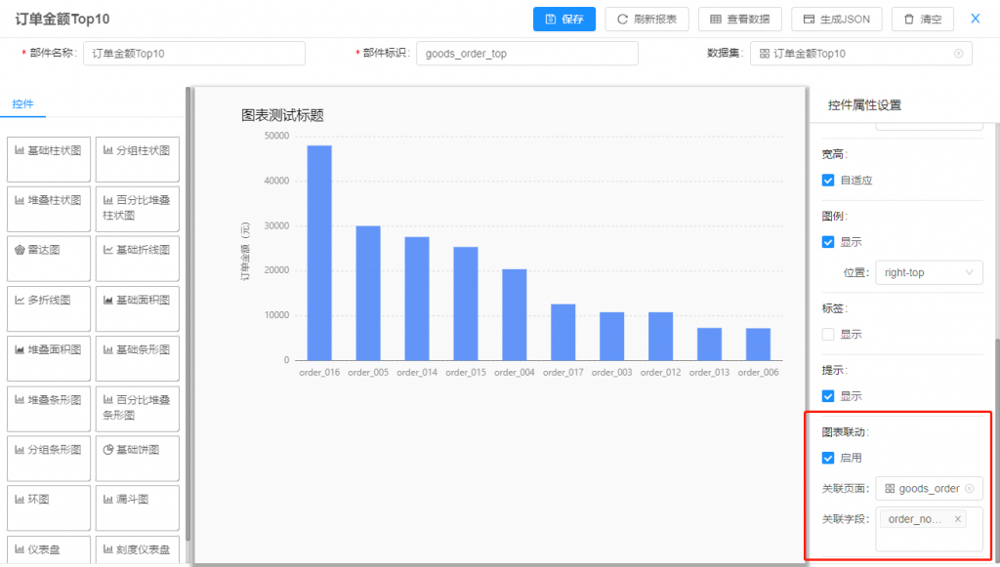 订单金额Top10
保存
刷新报表
查看数据
生成JSON
清空
* 部件名称: 订单金额Top10
* 部件标识: goods_order_top
数据集: 订单金额Top10
控件
基础柱状图
分组柱状图
堆叠柱状图
百分比堆叠
柱状图
雷达图
基础折线图
多折线图
基础面积图
堆叠面积图
基础条形图
堆叠条形图
百分比堆叠
条形图
分组条形图
基础饼图
环图
漏斗图
仪表盘
刻度仪表盘
图表测试标题
订单金额（元）
50000
40000
30000
20000
10000
0
order_016 order_005 order_014 order_015 order_004 order_017 order_003 order_012 order_013 order_006
控件属性设置
宽高:
自适应
图例:
显示
位置: right-top
标签:
显示
提示:
显示
图表联动:
启用
关联页面: goods_order
关联字段: order_no... ×